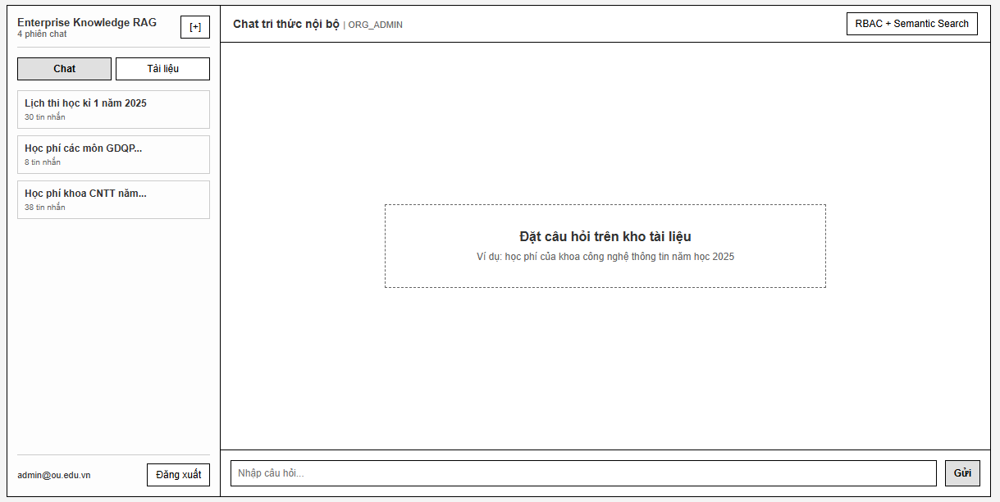 Enterprise Knowledge RAG
4 phiên chat
[+]
Chat
Tài liệu
Lịch thi học kì 1 năm 2025
30 tin nhắn
Học phí các môn GDQP...
8 tin nhắn
Học phí khoa CNTT năm...
38 tin nhắn
admin@ou.edu.vn
Đăng xuất
Chat tri thức nội bộ | ORG_ADMIN
RBAC + Semantic Search
Đặt câu hỏi trên kho tài liệu
Ví dụ: học phí của khoa công nghệ thông tin năm học 2025
Nhập câu hỏi...
Gửi